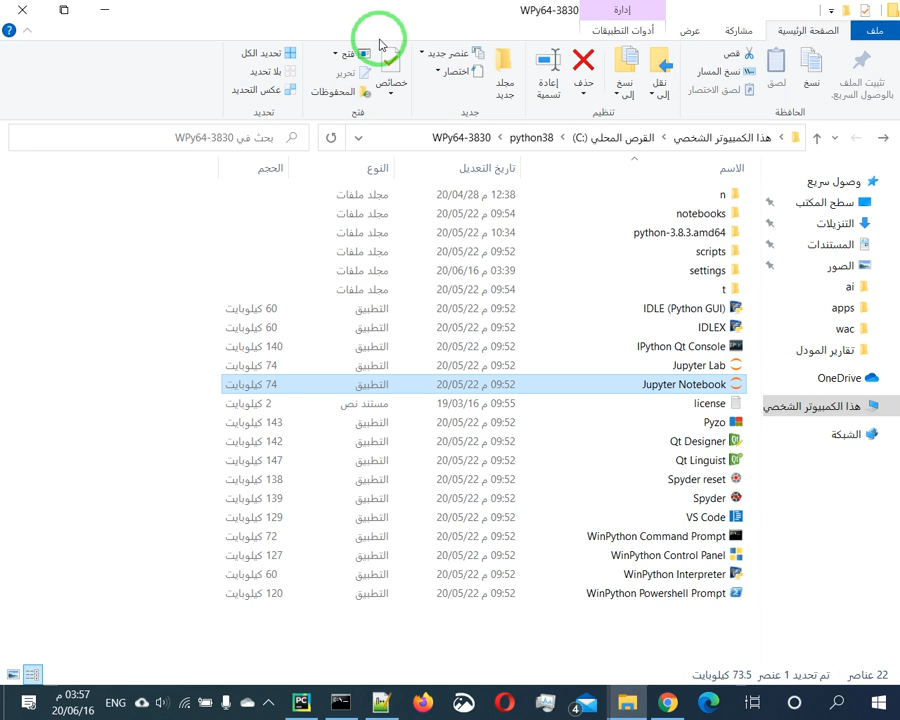 WPy64-3830
إدارة
ملف
الصفحة الرئيسية
مشاركة
عرض
أدوات التطبيقات
تثبيت الملف
بالوصول السريع.
نسخ
لصق
قص
نسخ المسار
لصق الاختصار
الحافظة
نقل
إلى
نسخ
إلى
حذف
إعادة
تسمية
تنظيم
مجلد
جديد
عنصر جديد
اختصار
جديد
خصائص
فتح
تحرير
المحفوظات
فتح
تحديد الكل
بلا تحديد
عكس التحديد
تحديد
هذا الكمبيوتر الشخصي
القرص المحلي (C:)
python38
WPy64-3830
بحث في WPy64-3830
الاسم
تاريخ التعديل
النوع
الحجم
n
20/04/28 م 12:38
مجلد ملفات
notebooks
20/05/22 م 09:54
مجلد ملفات
python-3.8.3.amd64
20/05/22 م 10:34
مجلد ملفات
scripts
20/05/22 م 09:52
مجلد ملفات
settings
20/06/16 م 03:39
مجلد ملفات
t
20/05/22 م 09:54
مجلد ملفات
IDLE (Python GUI)
20/05/22 م 09:52
التطبيق
60 كيلوبايت
IDLEX
20/05/22 م 09:52
التطبيق
60 كيلوبايت
IPython Qt Console
20/05/22 م 09:52
التطبيق
140 كيلوبايت
Jupyter Lab
20/05/22 م 09:52
التطبيق
74 كيلوبايت
Jupyter Notebook
20/05/22 م 09:52
التطبيق
74 كيلوبايت
license
19/03/16 م 09:55
مستند نص
2 كيلوبايت
Pyzo
20/05/22 م 09:52
التطبيق
143 كيلوبايت
Qt Designer
20/05/22 م 09:52
التطبيق
142 كيلوبايت
Qt Linguist
20/05/22 م 09:52
التطبيق
147 كيلوبايت
Spyder reset
20/05/22 م 09:52
التطبيق
138 كيلوبايت
Spyder
20/05/22 م 09:52
التطبيق
139 كيلوبايت
VS Code
20/05/22 م 09:52
التطبيق
129 كيلوبايت
WinPython Command Prompt
20/05/22 م 09:52
التطبيق
72 كيلوبايت
WinPython Control Panel
20/05/22 م 09:52
التطبيق
127 كيلوبايت
WinPython Interpreter
20/05/22 م 09:52
التطبيق
60 كيلوبايت
WinPython Powershell Prompt
20/05/22 م 09:52
التطبيق
120 كيلوبايت
وصول سريع
سطح المكتب
التنزيلات
المستندات
الصور
ai
apps
wac
تقارير المودل
OneDrive
هذا الكمبيوتر الشخصي
الشبكة
22 عناصر
تم تحديد 1 عنصر 73.5 كيلوبايت
4
ENG
03:57 م
20/06/16